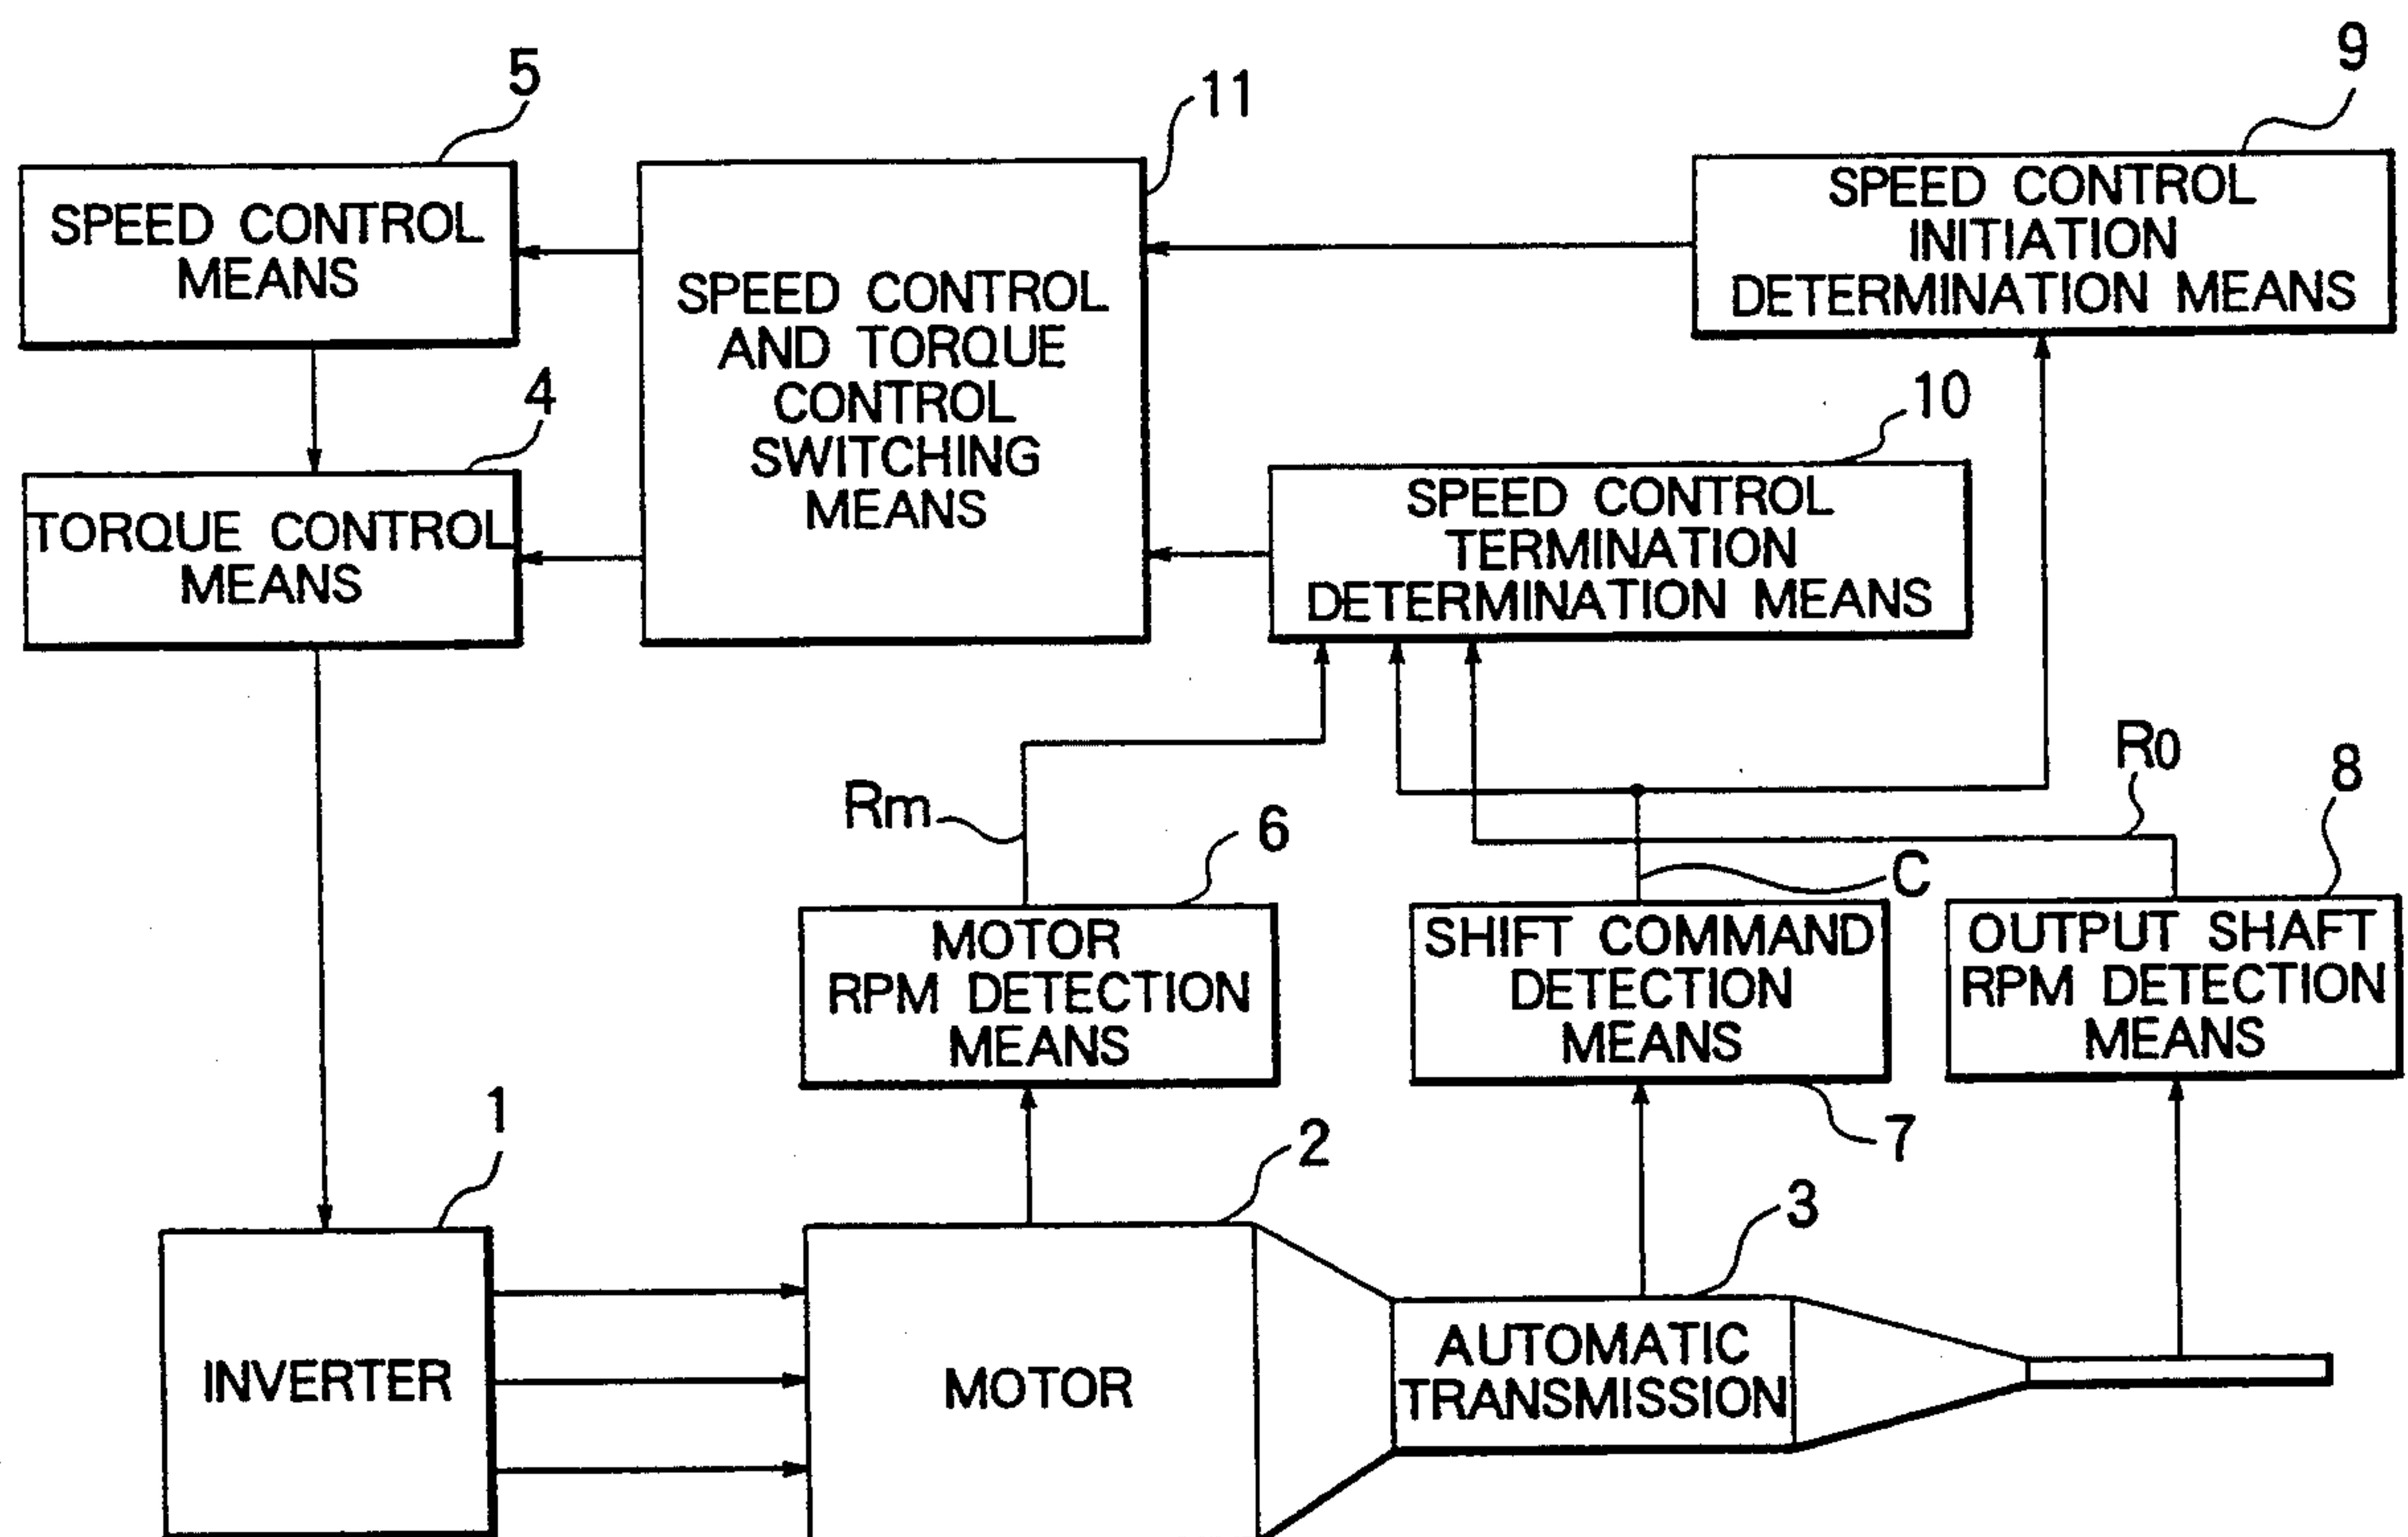 5
11
9
SPEED CONTROL
MEANS
SPEED CONTROL
AND TORQUE
CONTROL
SWITCHING
MEANS
SPEED CONTROL
INITIATION
DETERMINATION MEANS
4
10
TORQUE CONTROL
MEANS
SPEED CONTROL
TERMINATION
DETERMINATION MEANS
Rm
R0
6
C
8
MOTOR
RPM DETECTION
MEANS
SHIFT COMMAND
DETECTION
MEANS
OUTPUT SHAFT
RPM DETECTION
MEANS
1
2
7
3
INVERTER
MOTOR
AUTOMATIC
TRANSMISSION